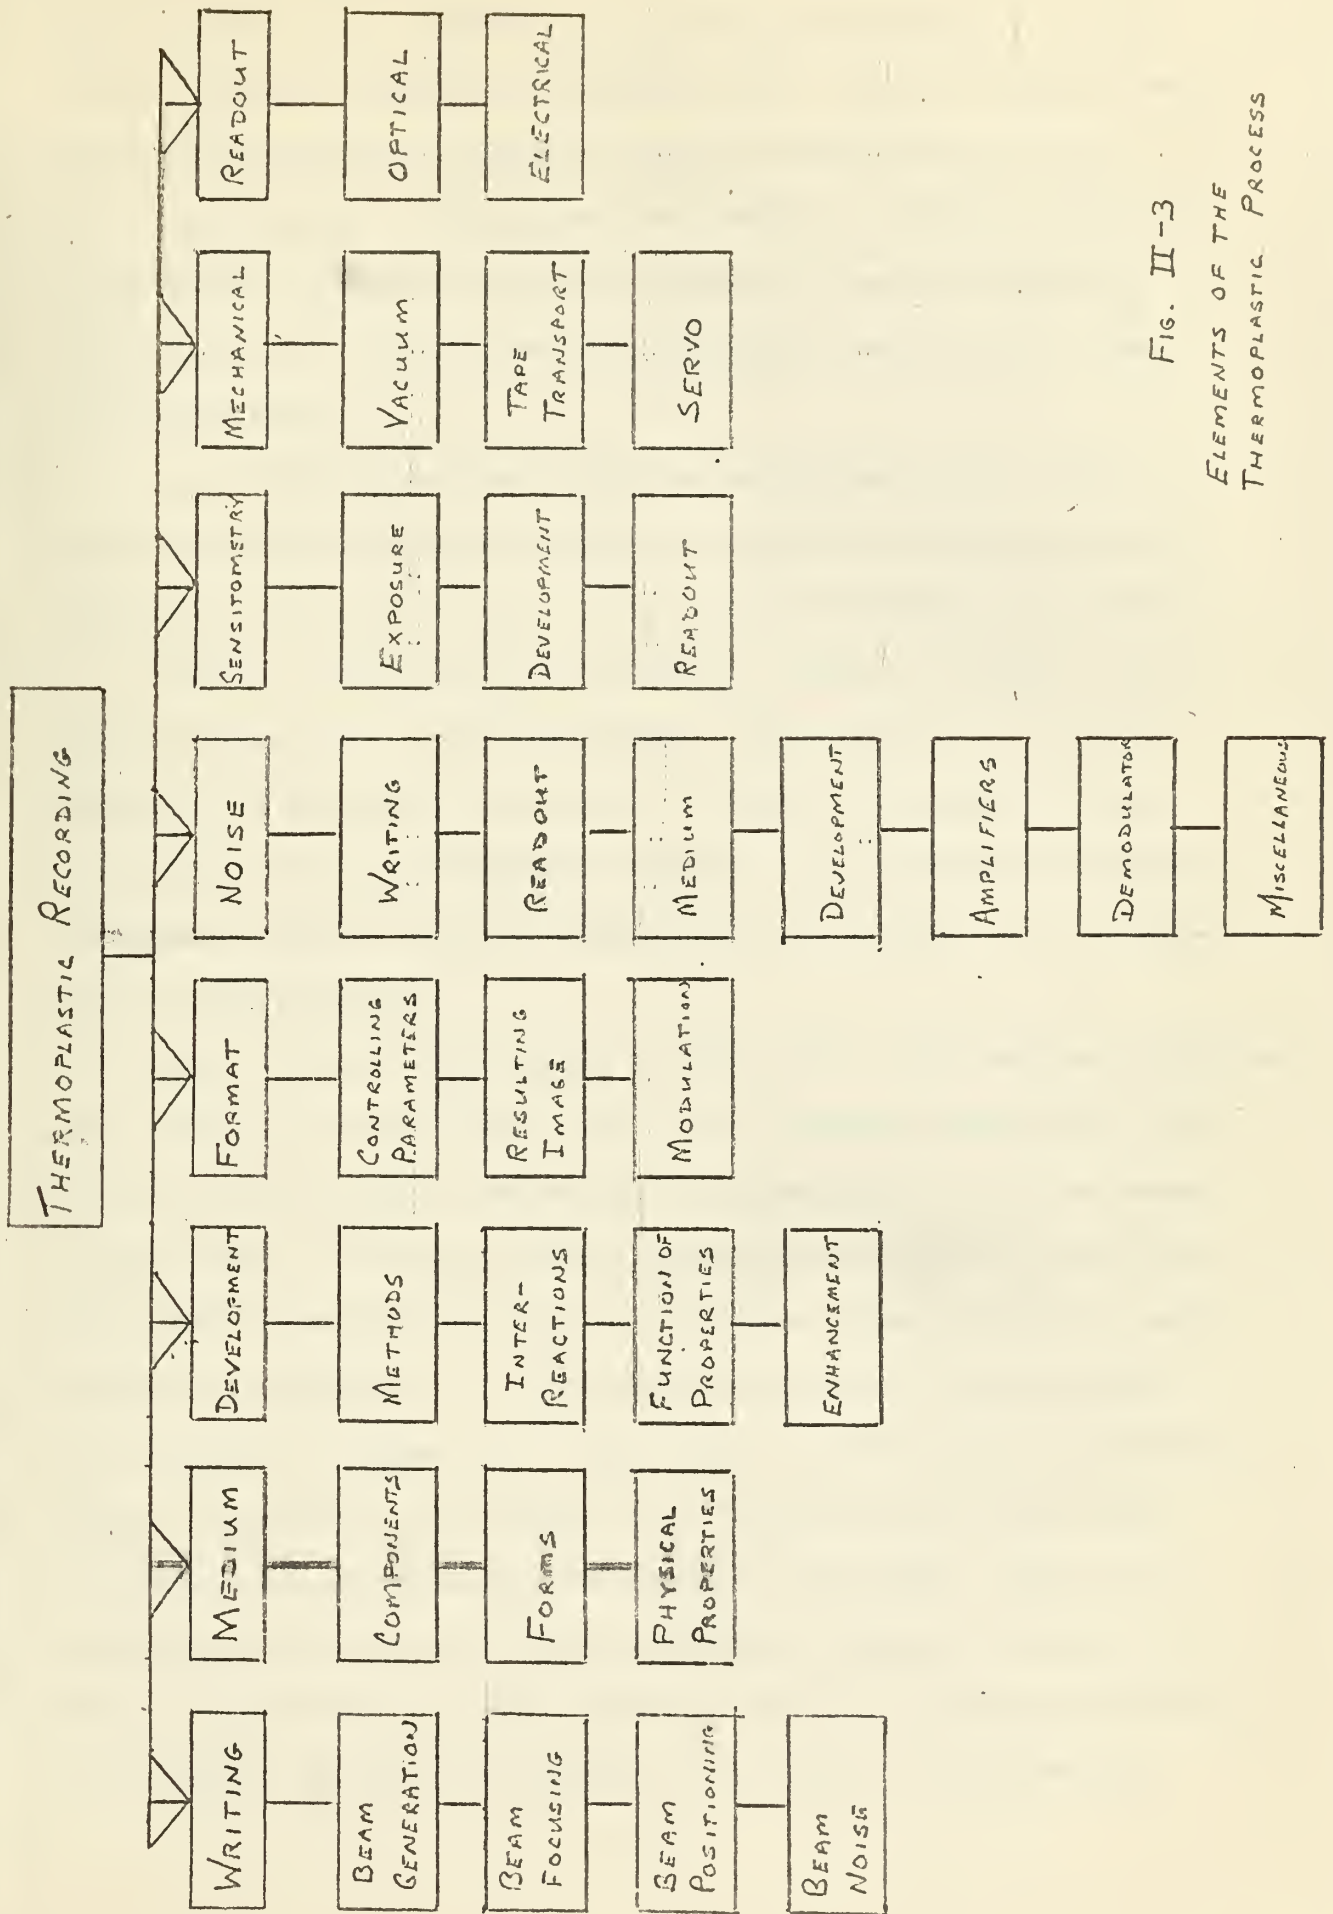 THERMOPLASTIC RECORDING
WRITING
BEAM
GENERATION
BEAM
FOCUSING
BEAM
POSITIONING
BEAM
NOISE
MEDIUM
COMPONENTS
FORMS
PHYSICAL
PROPERTIES
DEVELOPMENT
METHODS
INTER-
REACTIONS
FUNCTION OF
PROPERTIES
ENHANCEMENT
FORMAT
CONTROLLING
PARAMETERS
RESULTING
IMAGE
MODULATION
NOISE
WRITING
READOUT
MEDIUM
DEVELOPMENT
AMPLIFIERS
DEMODULATOR
MISCELLANEOUS
SENSITOMETRY
EXPOSURE
DEVELOPMENT
READOUT
MECHANICAL
VACUUM
TAPE
TRANSPORT
SERVO
READOUT
OPTICAL
ELECTRICAL
FIG. II-3
ELEMENTS OF THE
THERMOPLASTIC PROCESS